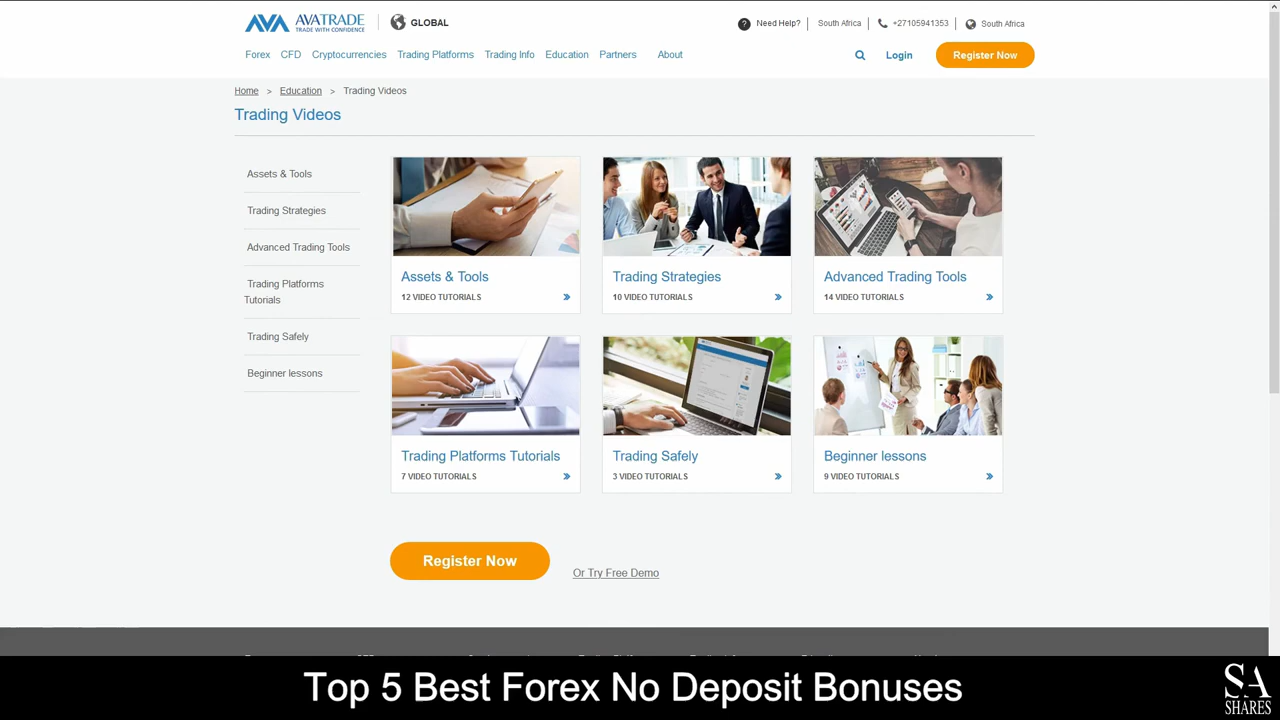 AVA AVATRADE
TRADE WITH CONFIDENCE
GLOBAL
? Need Help?
South Africa
+27105941353
South Africa
Forex CFD Cryptocurrencies Trading Platforms Trading Info Education Partners About
Login
Register Now
Home > Education > Trading Videos
Trading Videos
Assets & Tools
Trading Strategies
Advanced Trading Tools
Trading Platforms
Tutorials
Trading Safely
Beginner lessons
Assets & Tools
12 VIDEO TUTORIALS
Trading Strategies
10 VIDEO TUTORIALS
Advanced Trading Tools
14 VIDEO TUTORIALS
Trading Platforms Tutorials
7 VIDEO TUTORIALS
Trading Safely
3 VIDEO TUTORIALS
Beginner lessons
9 VIDEO TUTORIALS
Register Now
Or Try Free Demo
Top 5 Best Forex No Deposit Bonuses
SA
SHARES